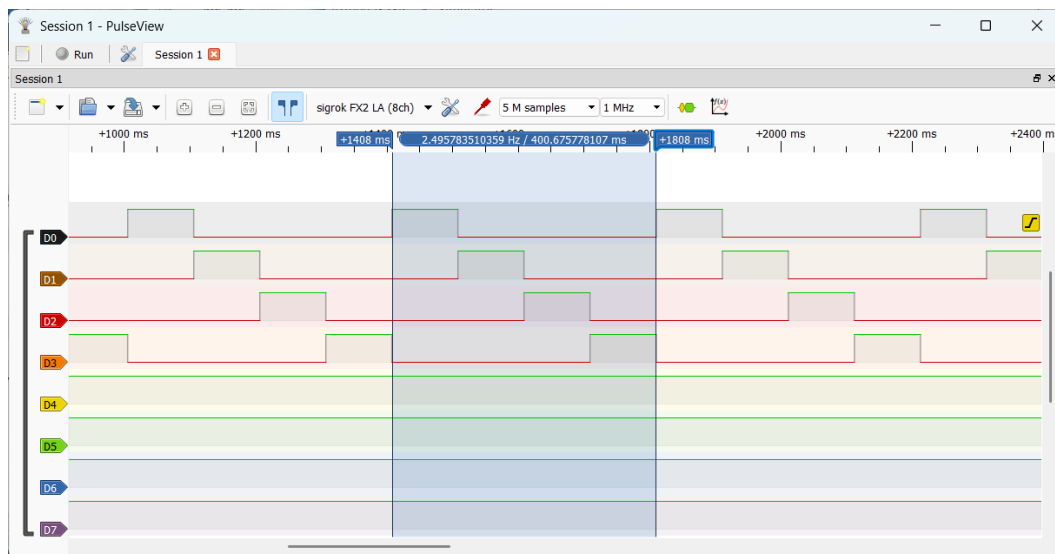 Session 1 - PulseView
Run Session 1
Session 1
sigrok FX2 LA (8ch) 5 M samples 1 MHz
+1000 ms +1200 ms +2000 ms +2200 ms +2400 m
+1408 ms 2.495783510359 Hz / 400.675778107 ms +1808 ms
D0
D1
D2
D3
D4
D5
D6
D7